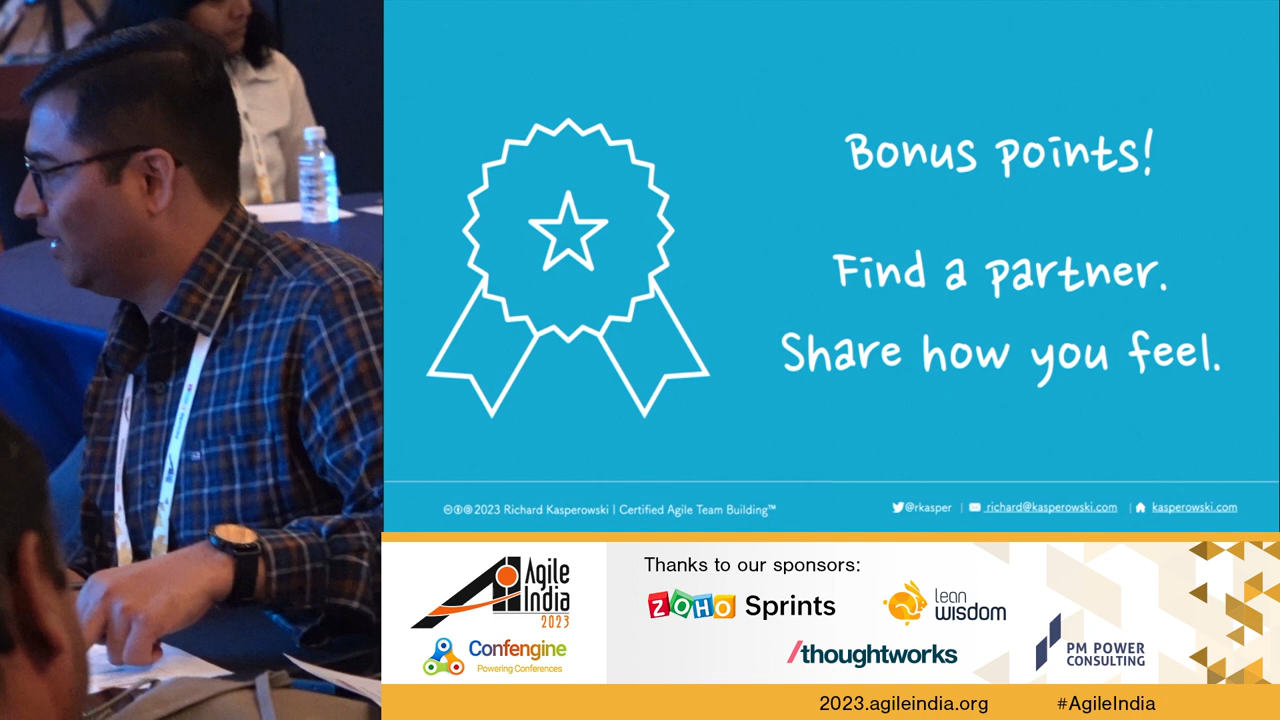 Bonus points!
Find a partner.
Share how you feel.
2023 Richard Kasperowski | Certified Agile Team Building™
@rkasper | richard@kasperowski.com | kasperowski.com
Agile
India
2023
Confengine
Powering Conferences
Thanks to our sponsors:
ZOHO Sprints
lean
wisdom
/thoughtworks
PM POWER
CONSULTING
2023.agileindia.org #AgileIndia